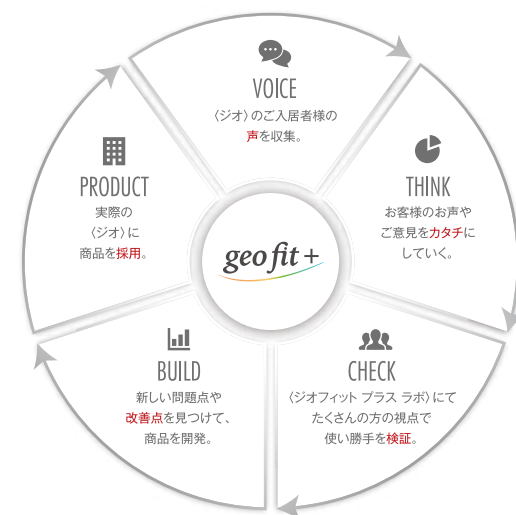 VOICE
〈ジオ〉のご入居者様の
声を収集。
THINK
お客様のお声や
ご意見をカタチに
していく。
CHECK
〈ジオフィット プラス ラボ〉にて
たくさんの方の視点で
使い勝手を検証。
BUILD
新しい問題点や
改善点を見つけて、
商品を開発。
PRODUCT
実際の
〈ジオ〉に
商品を採用。
geo fit +